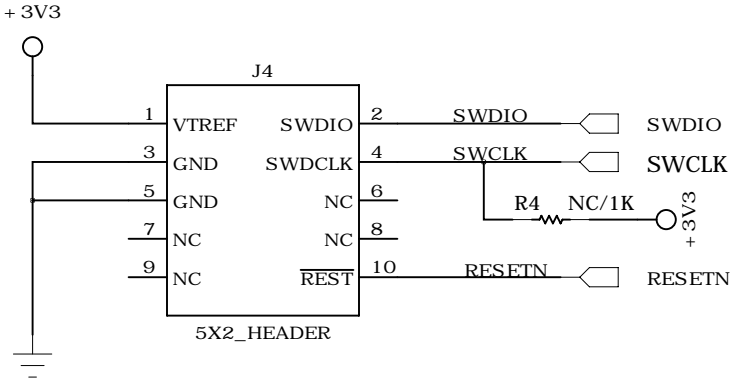 +3V3
J4
1 VTREF SWDIO 2 SWDIO SWDIO
3 GND SWDCLK 4 SWCLK SWCLK
5 GND NC 6
R4 NC/1K +3V3
7 NC NC 8
9 NC REST 10 RESETN RESETN
5X2_HEADER